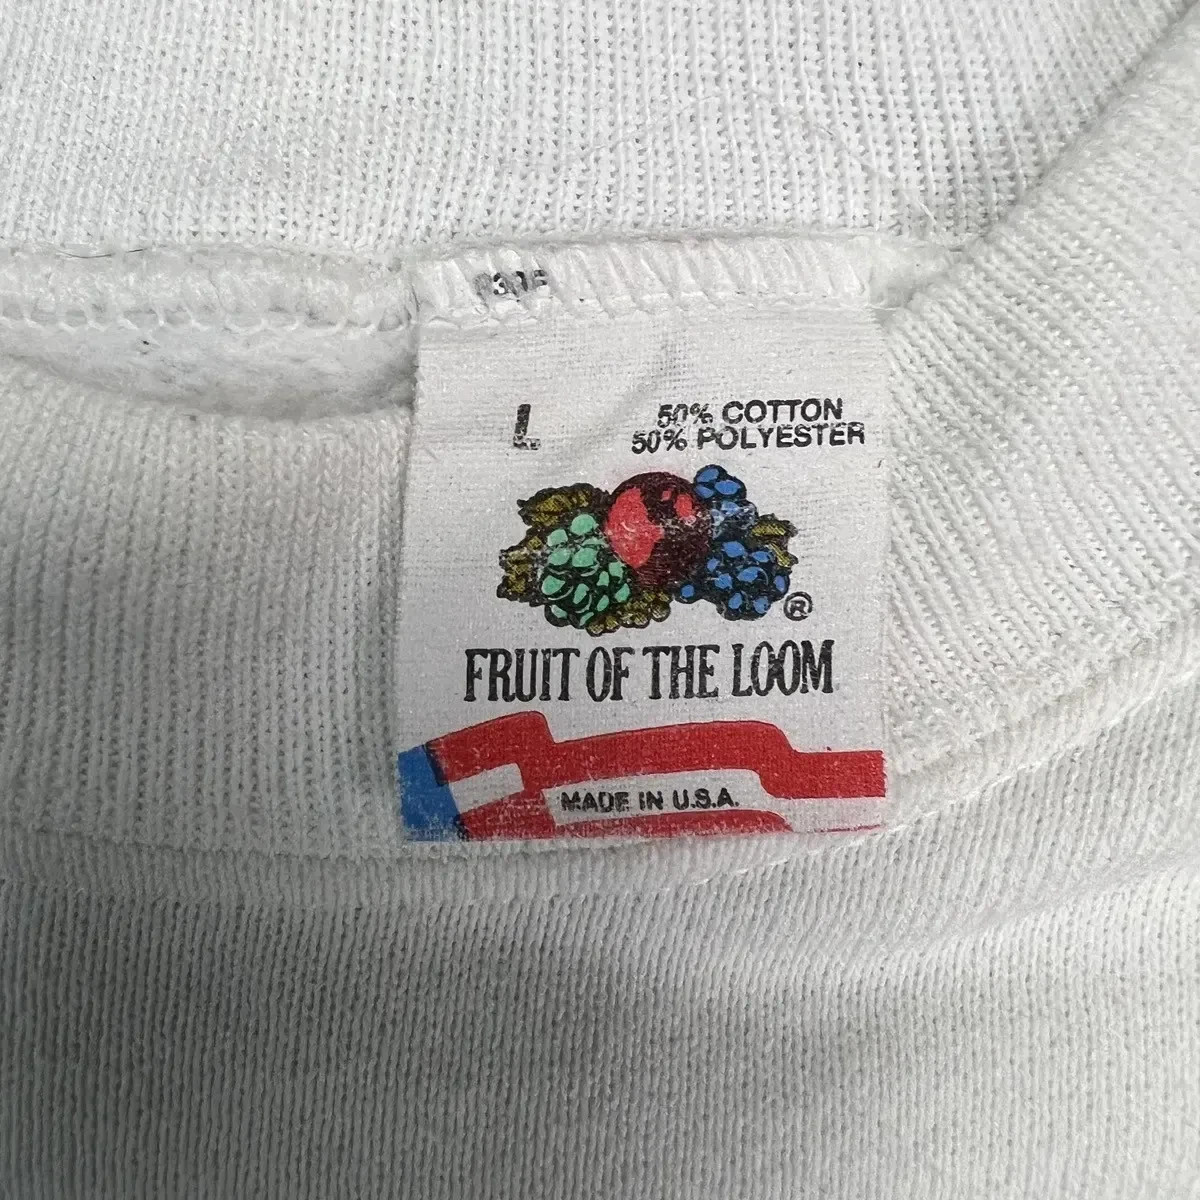 L
50% COTTON
50% POLYESTER
®
FRUIT OF THE LOOM
MADE IN U.S.A.